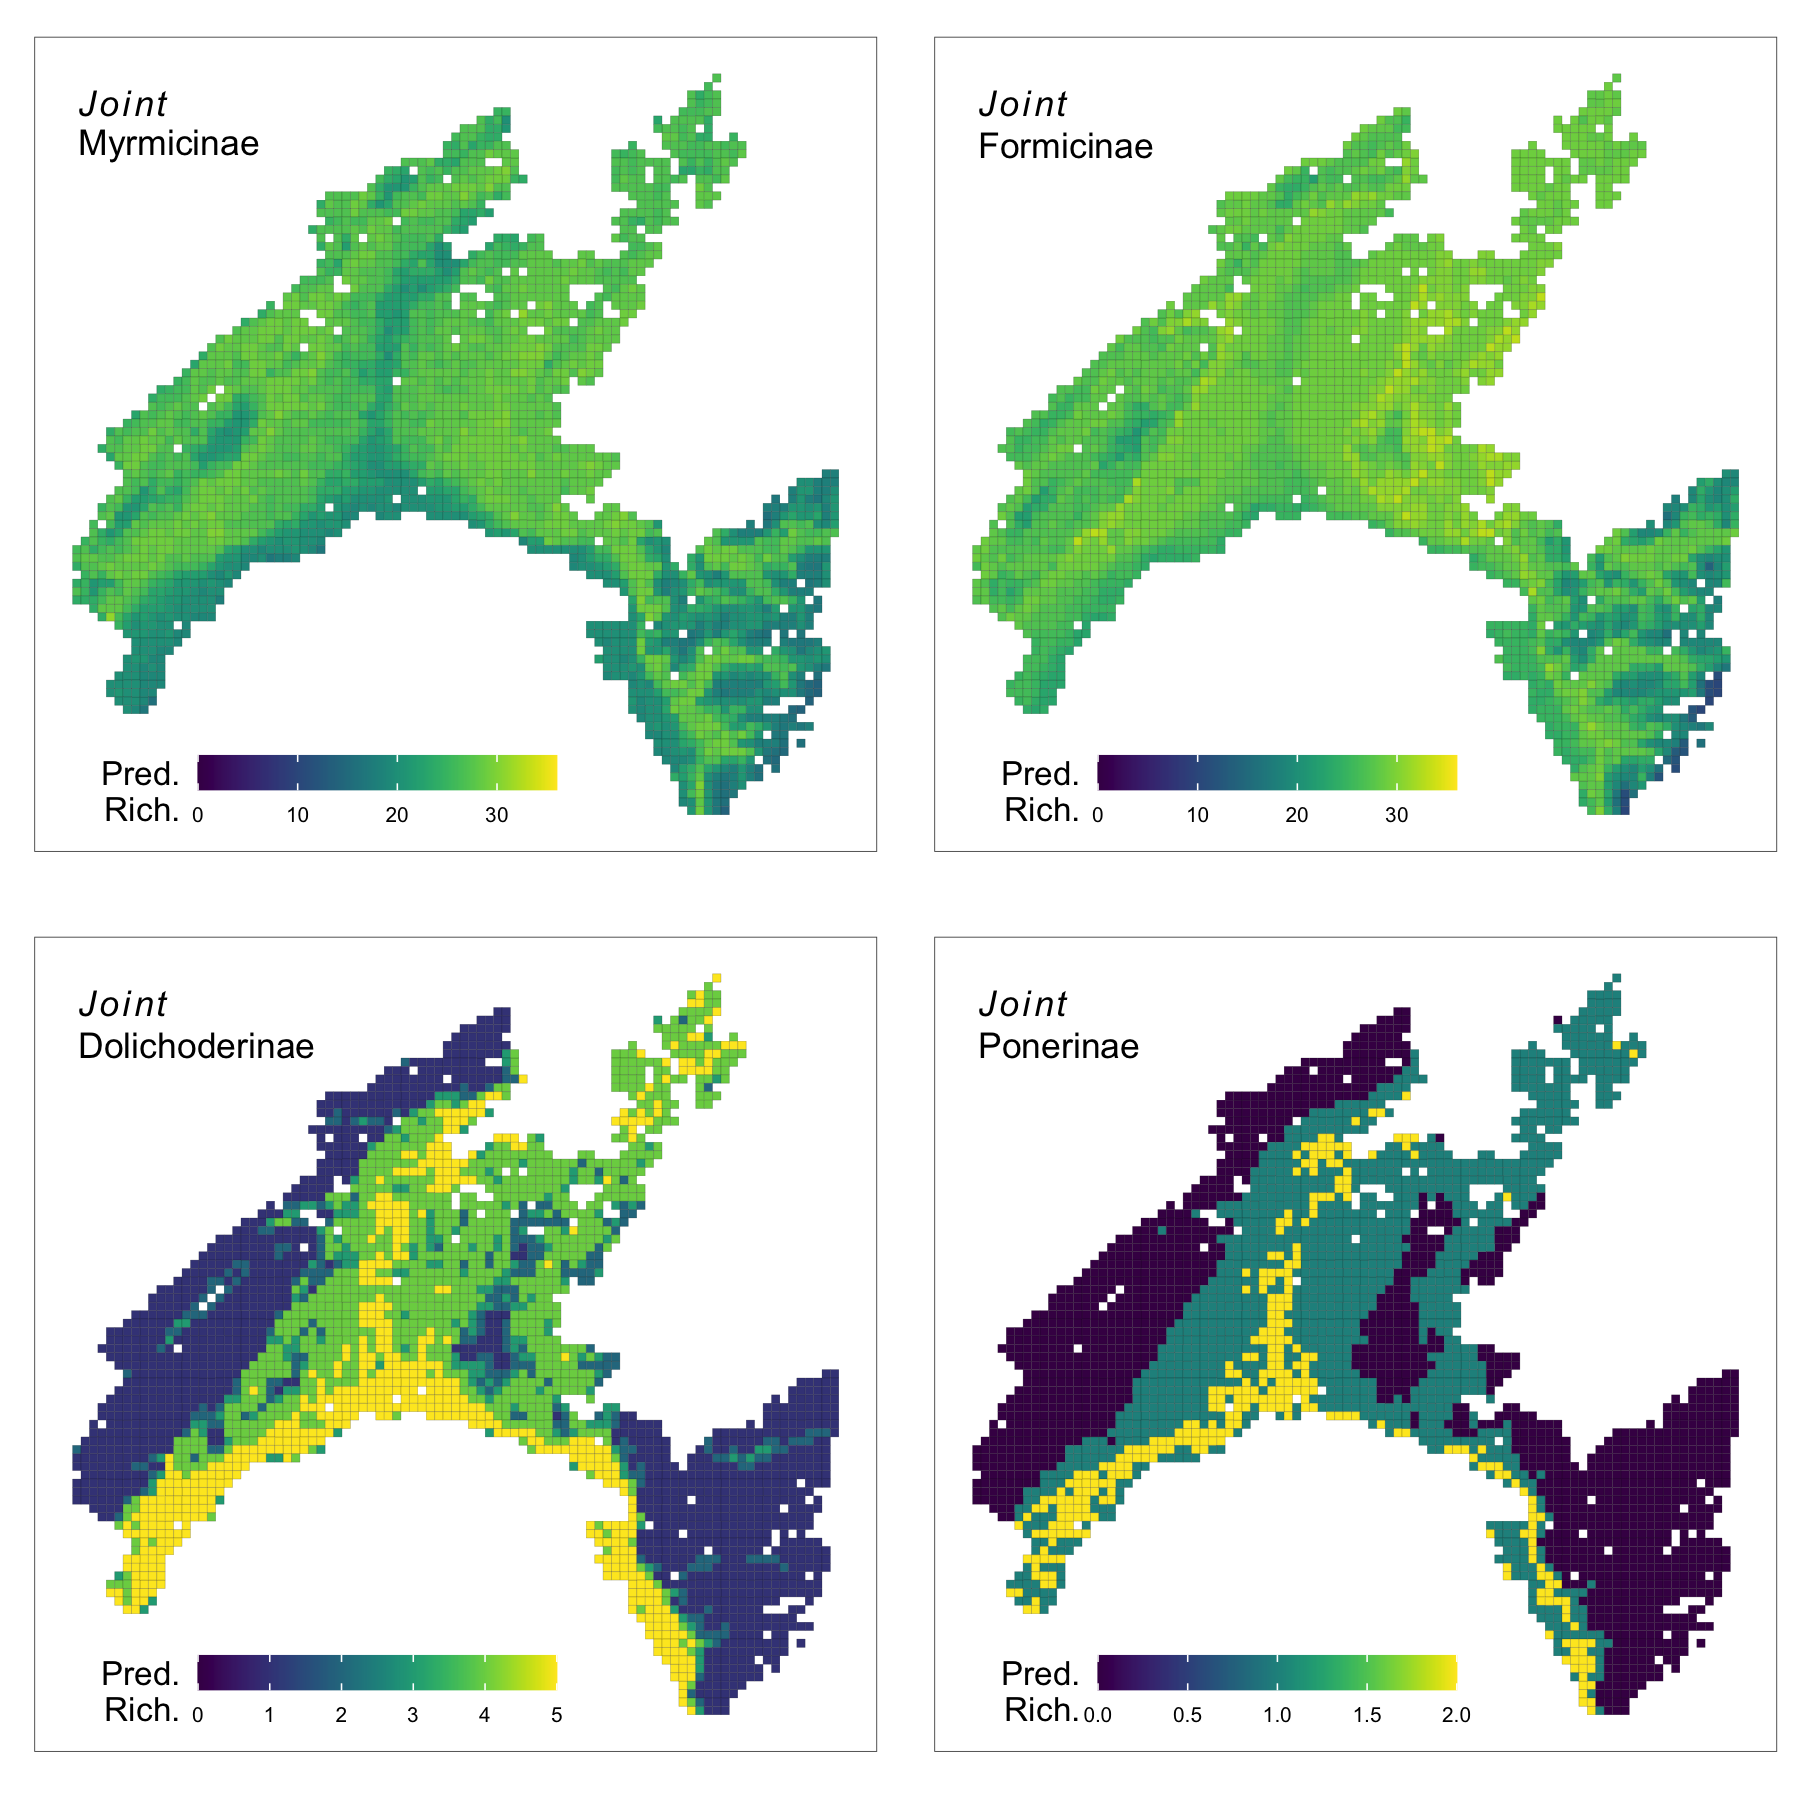 Joint
Myrmicinae
Pred.
Rich.
0 10 20 30
Joint
Formicinae
Pred.
Rich.
0 10 20 30
Joint
Dolichoderinae
Pred.
Rich.
0 1 2 3 4 5
Joint
Ponerinae
Pred.
Rich.
0.0 0.5 1.0 1.5 2.0